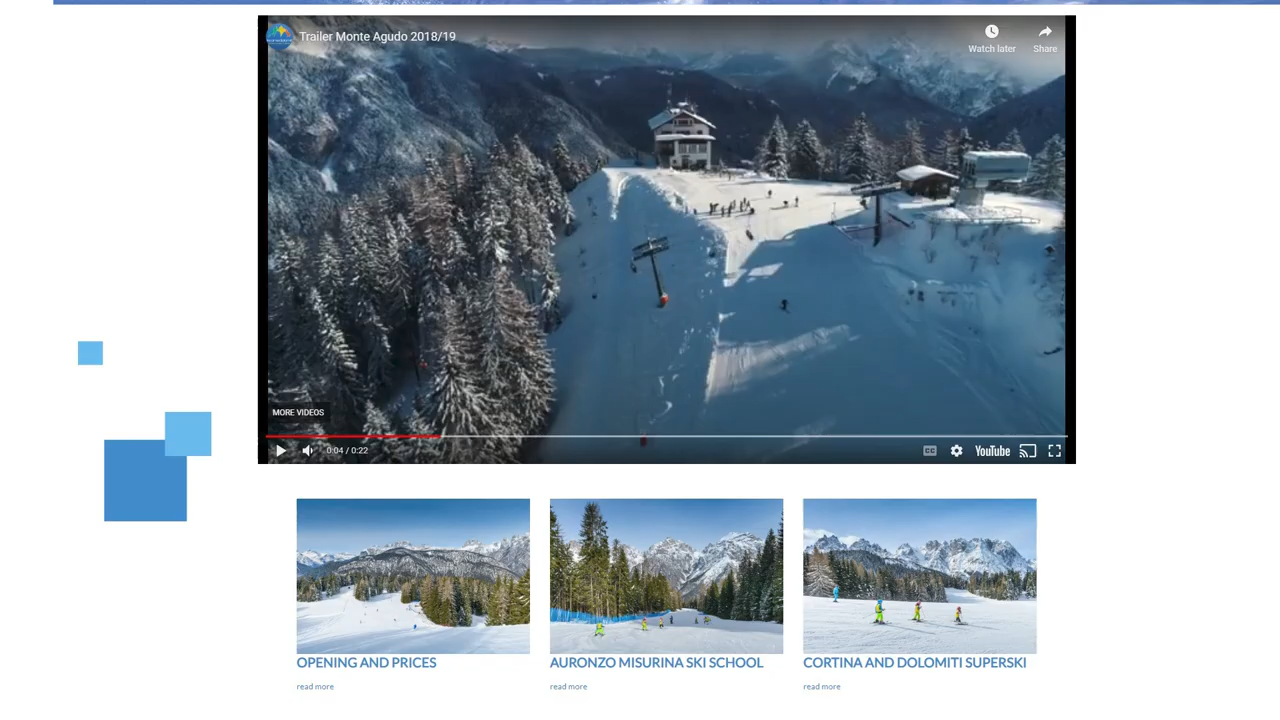 Trailer Monte Agudo 2018/19
Watch later
Share
MORE VIDEOS
0:04 / 0:22
CC
YouTube
OPENING AND PRICES
AURONZO MISURINA SKI SCHOOL
CORTINA AND DOLOMITI SUPERSKI
read more
read more
read more